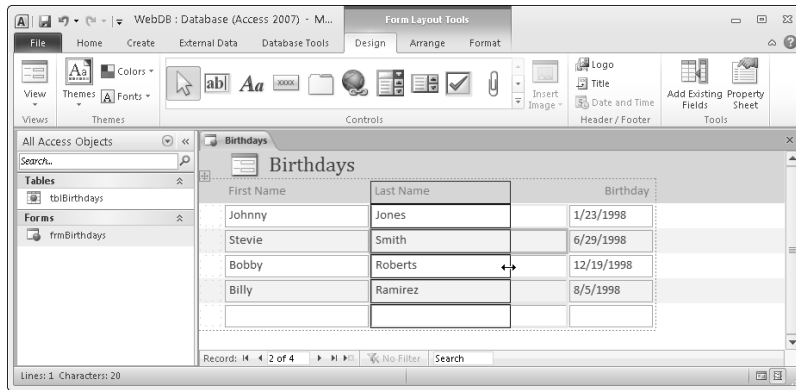 WebDB : Database (Access 2007) - M...
Form Layout Tools
File Home Create External Data Database Tools Design Arrange Format
View
Views
Aa Themes
Colors
Fonts
Themes
ab| Aa xxxx
Insert Image
Controls
Logo
Title
Date and Time
Header / Footer
Add Existing Fields
Property Sheet
Tools
All Access Objects
Search...
Tables
tblBirthdays
Forms
frmBirthdays
Birthdays
Birthdays
First Name Last Name Birthday
Johnny Jones 1/23/1998
Stevie Smith 6/29/1998
Bobby Roberts 12/19/1998
Billy Ramirez 8/5/1998
Record: 2 of 4 No Filter Search
Lines: 1 Characters: 20